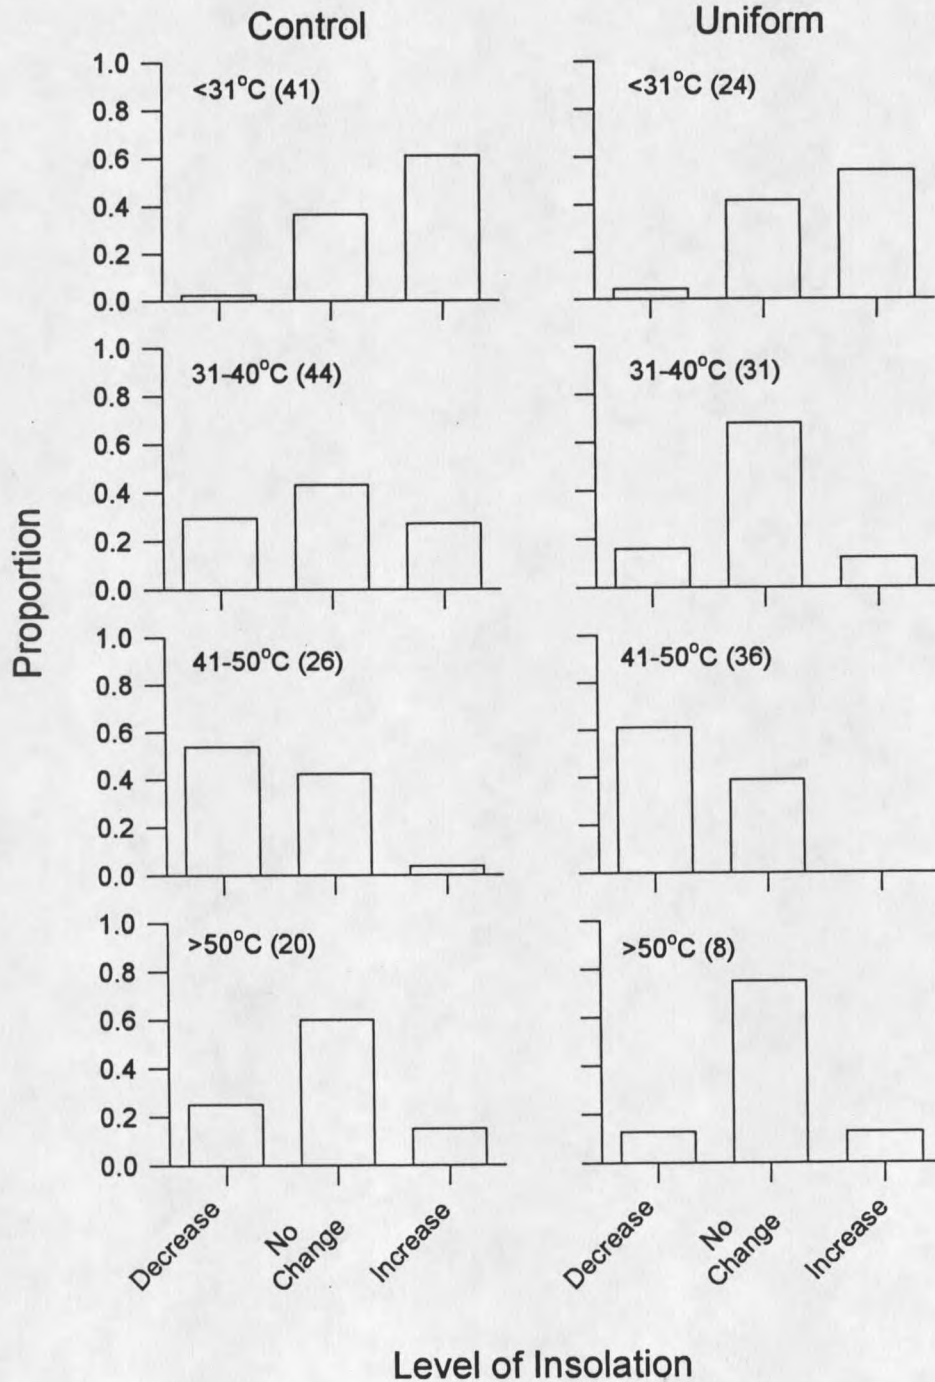 Control
Uniform
1.0
0.8
0.6
0.4
0.2
0.0
<31°C (41)
<31°C (24)
1.0
0.8
0.6
0.4
0.2
0.0
31-40°C (44)
31-40°C (31)
Proportion
1.0
0.8
0.6
0.4
0.2
0.0
41-50°C (26)
41-50°C (36)
1.0
0.8
0.6
0.4
0.2
0.0
>50°C (20)
>50°C (8)
Decrease
No
Change
Increase
Decrease
No
Change
Increase
Level of Insolation